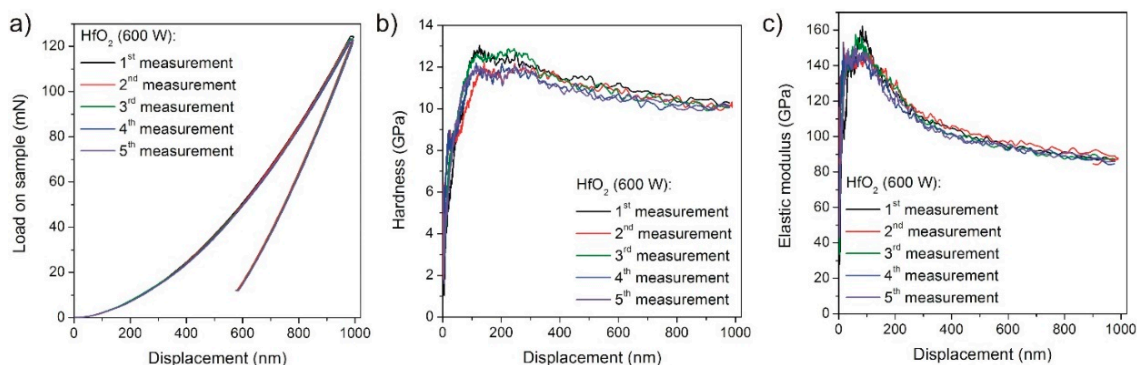 a)
HfO2 (600 W):
1st measurement
2nd measurement
3rd measurement
4th measurement
5th measurement
Load on sample (mN)
120
100
80
60
40
20
0
0 200 400 600 800 1000
Displacement (nm)
b)
Hardness (GPa)
14
12
10
8
6
4
2
0
HfO2 (600 W):
1st measurement
2nd measurement
3rd measurement
4th measurement
5th measurement
0 200 400 600 800 1000
Displacement (nm)
c)
Elastic modulus (GPa)
160
140
120
100
80
60
40
20
0
HfO2 (600 W):
1st measurement
2nd measurement
3rd measurement
4th measurement
5th measurement
0 200 400 600 800 1000
Displacement (nm)